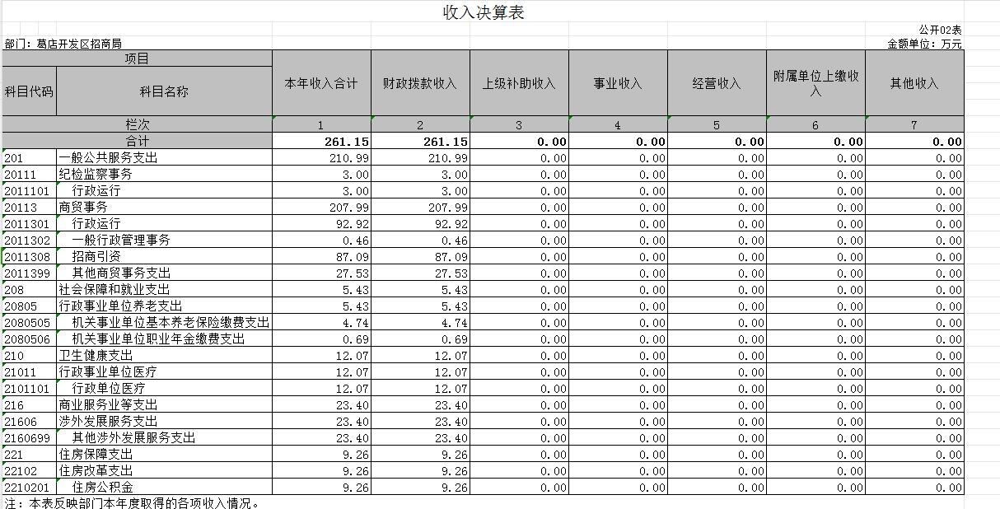 收入决算表
公开02表
部门：葛店开发区招商局 金额单位：万元
项目 本年收入合计 财政拨款收入 上级补助收入 事业收入 经营收入 附属单位上缴收入 其他收入
科目代码 科目名称
栏次 1 2 3 4 5 6 7
合计 261.15 261.15 0.00 0.00 0.00 0.00 0.00
201 一般公共服务支出 210.99 210.99 0.00 0.00 0.00 0.00 0.00
20111 纪检监察事务 3.00 3.00 0.00 0.00 0.00 0.00 0.00
2011101 行政运行 3.00 3.00 0.00 0.00 0.00 0.00 0.00
20113 商贸事务 207.99 207.99 0.00 0.00 0.00 0.00 0.00
2011301 行政运行 92.92 92.92 0.00 0.00 0.00 0.00 0.00
2011302 一般行政管理事务 0.46 0.46 0.00 0.00 0.00 0.00 0.00
2011308 招商引资 87.09 87.09 0.00 0.00 0.00 0.00 0.00
2011399 其他商贸事务支出 27.53 27.53 0.00 0.00 0.00 0.00 0.00
208 社会保障和就业支出 5.43 5.43 0.00 0.00 0.00 0.00 0.00
20805 行政事业单位养老支出 5.43 5.43 0.00 0.00 0.00 0.00 0.00
2080505 机关事业单位基本养老保险缴费支出 4.74 4.74 0.00 0.00 0.00 0.00 0.00
2080506 机关事业单位职业年金缴费支出 0.69 0.69 0.00 0.00 0.00 0.00 0.00
210 卫生健康支出 12.07 12.07 0.00 0.00 0.00 0.00 0.00
21011 行政事业单位医疗 12.07 12.07 0.00 0.00 0.00 0.00 0.00
2101101 行政单位医疗 12.07 12.07 0.00 0.00 0.00 0.00 0.00
216 商业服务业等支出 23.40 23.40 0.00 0.00 0.00 0.00 0.00
21606 涉外发展服务支出 23.40 23.40 0.00 0.00 0.00 0.00 0.00
2160699 其他涉外发展服务支出 23.40 23.40 0.00 0.00 0.00 0.00 0.00
221 住房保障支出 9.26 9.26 0.00 0.00 0.00 0.00 0.00
22102 住房改革支出 9.26 9.26 0.00 0.00 0.00 0.00 0.00
2210201 住房公积金 9.26 9.26 0.00 0.00 0.00 0.00 0.00
注：本表反映部门本年度取得的各项收入情况。